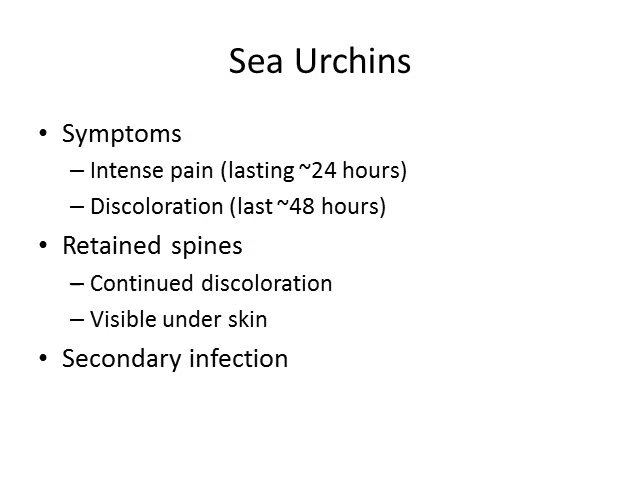 Sea Urchins
• Symptoms
– Intense pain (lasting ~24 hours)
– Discoloration (last ~48 hours)
• Retained spines
– Continued discoloration
– Visible under skin
• Secondary infection